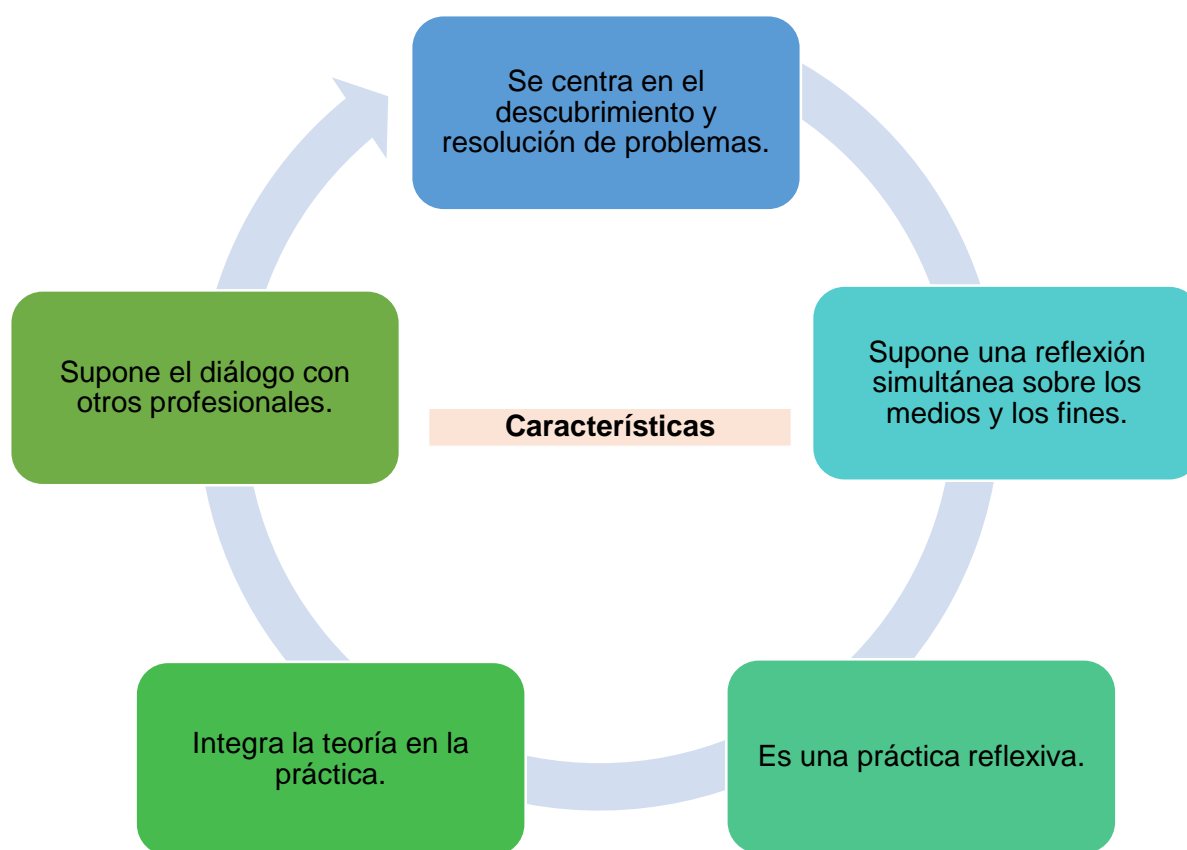 Se centra en el
descubrimiento y
resolución de problemas.
Supone una reflexión
simultánea sobre los
medios y los fines.
Es una práctica reflexiva.
Integra la teoría en la
práctica.
Supone el diálogo con
otros profesionales.
Características